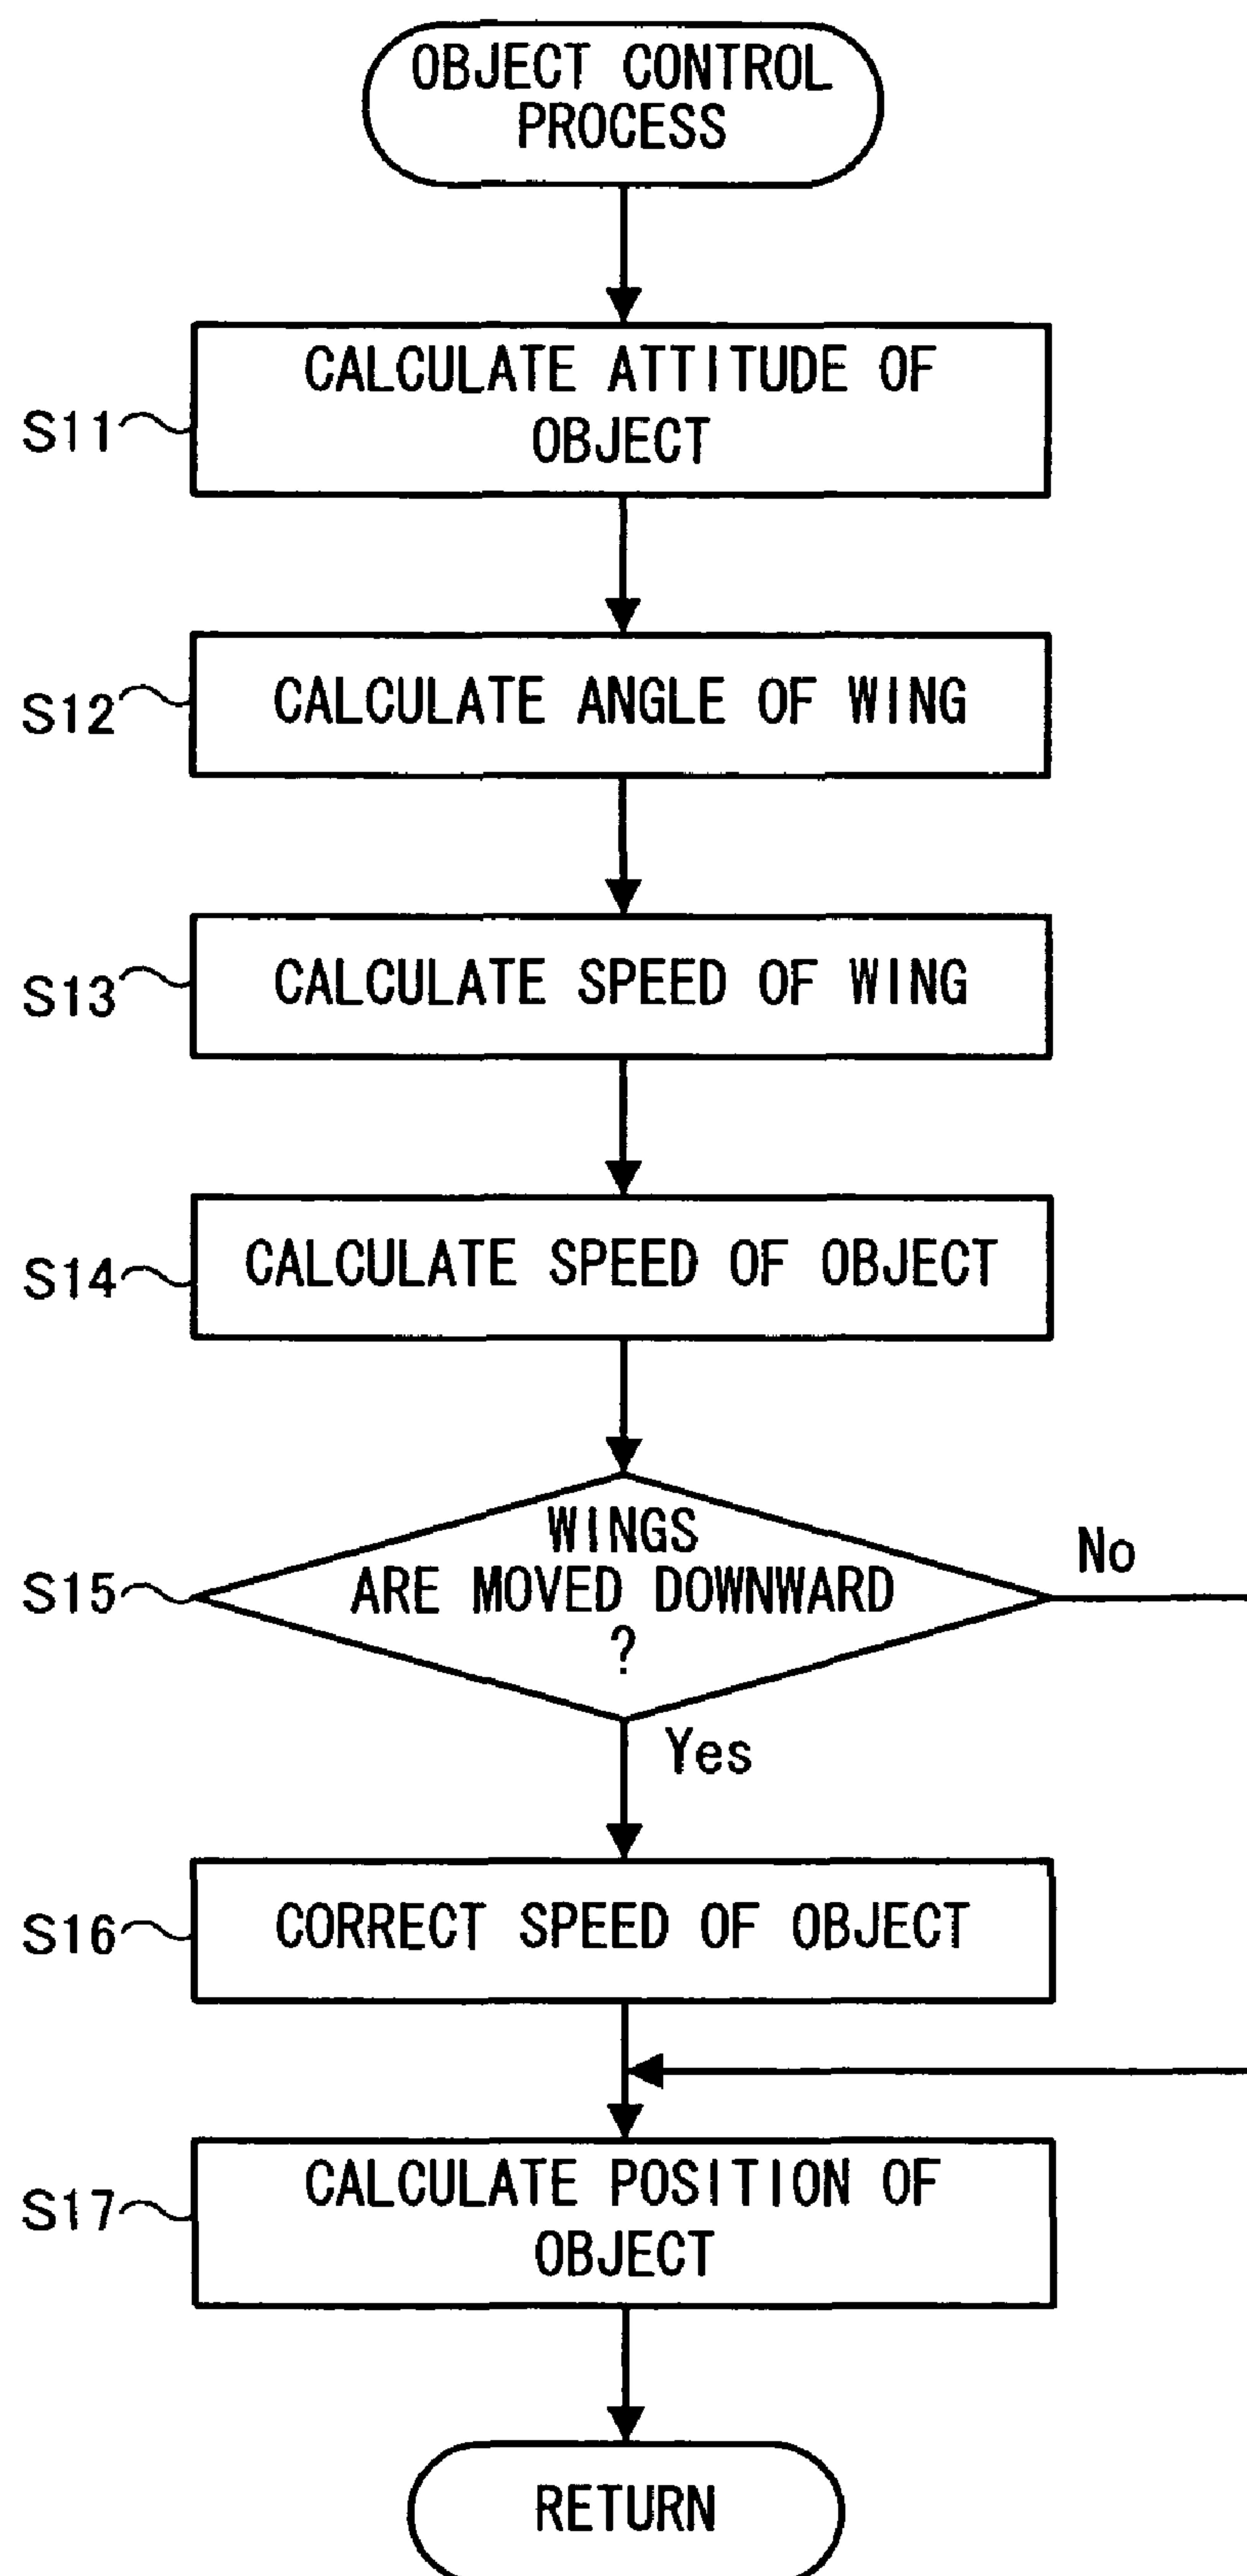 OBJECT CONTROL
PROCESS
CALCULATE ATTITUDE OF
OBJECT
S11
CALCULATE ANGLE OF WING
S12
CALCULATE SPEED OF WING
S13
CALCULATE SPEED OF OBJECT
S14
WINGS
ARE MOVED DOWNWARD
?
S15
No
Yes
CORRECT SPEED OF OBJECT
S16
CALCULATE POSITION OF
OBJECT
S17
RETURN